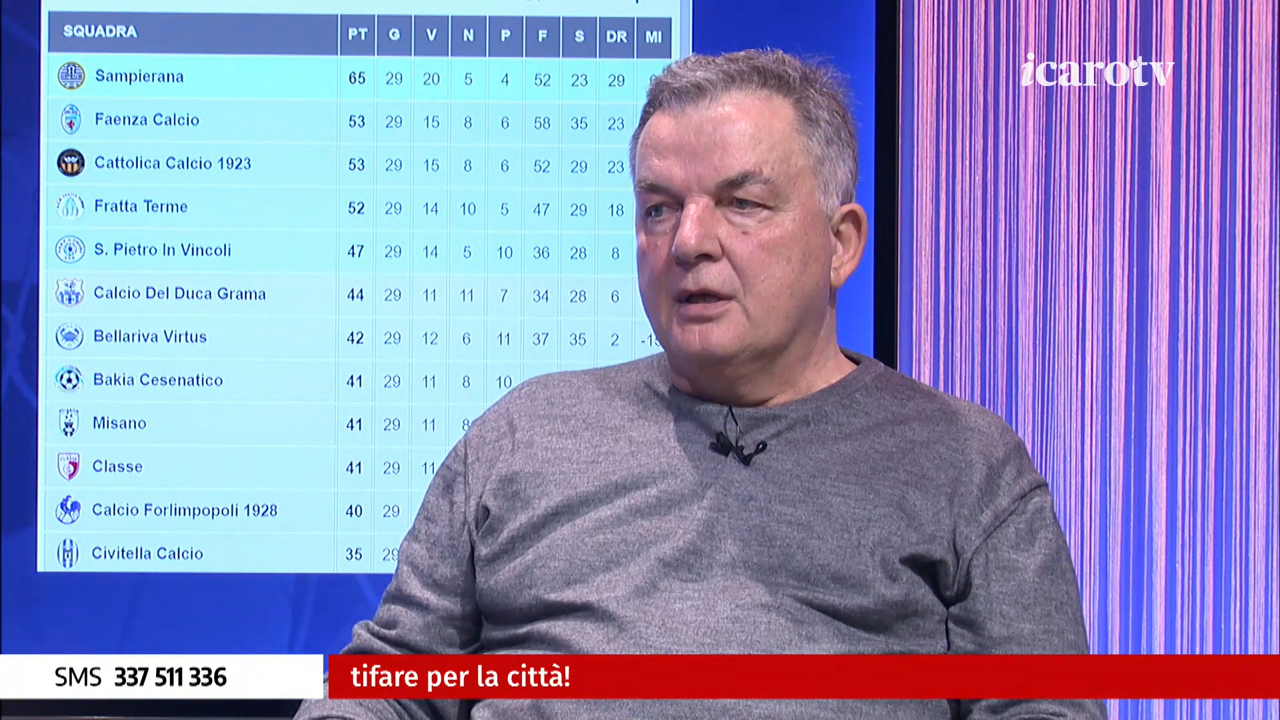 icarotv
SQUADRA PT G V N P F S DR MI
Sampierana 65 29 20 5 4 52 23 29
Faenza Calcio 53 29 15 8 6 58 35 23
Cattolica Calcio 1923 53 29 15 8 6 52 29 23
Fratta Terme 52 29 14 10 5 47 29 18
S. Pietro In Vincoli 47 29 14 5 10 36 28 8
Calcio Del Duca Grama 44 29 11 11 7 34 28 6
Bellariva Virtus 42 29 12 6 11 37 35 2
Bakia Cesenatico 41 29 11 8 10
Misano 41 29 11 8
Classe 41 29 11
Calcio Forlimpopoli 1928 40 29
Civitella Calcio 35 29
SMS 337 511 336
tifare per la città!